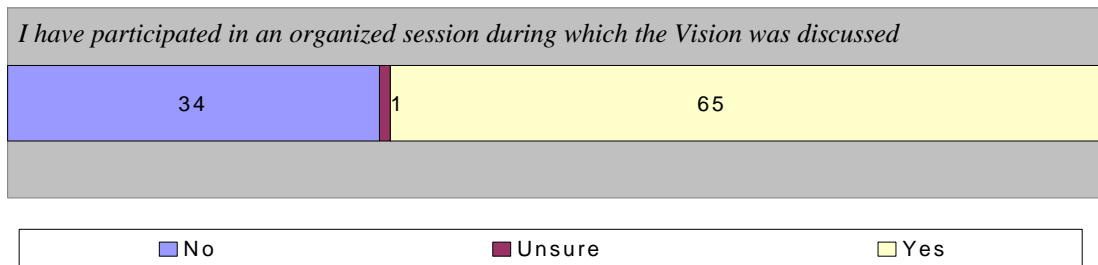 I have participated in an organized session during which the Vision was discussed
34 1 65
No Unsure Yes